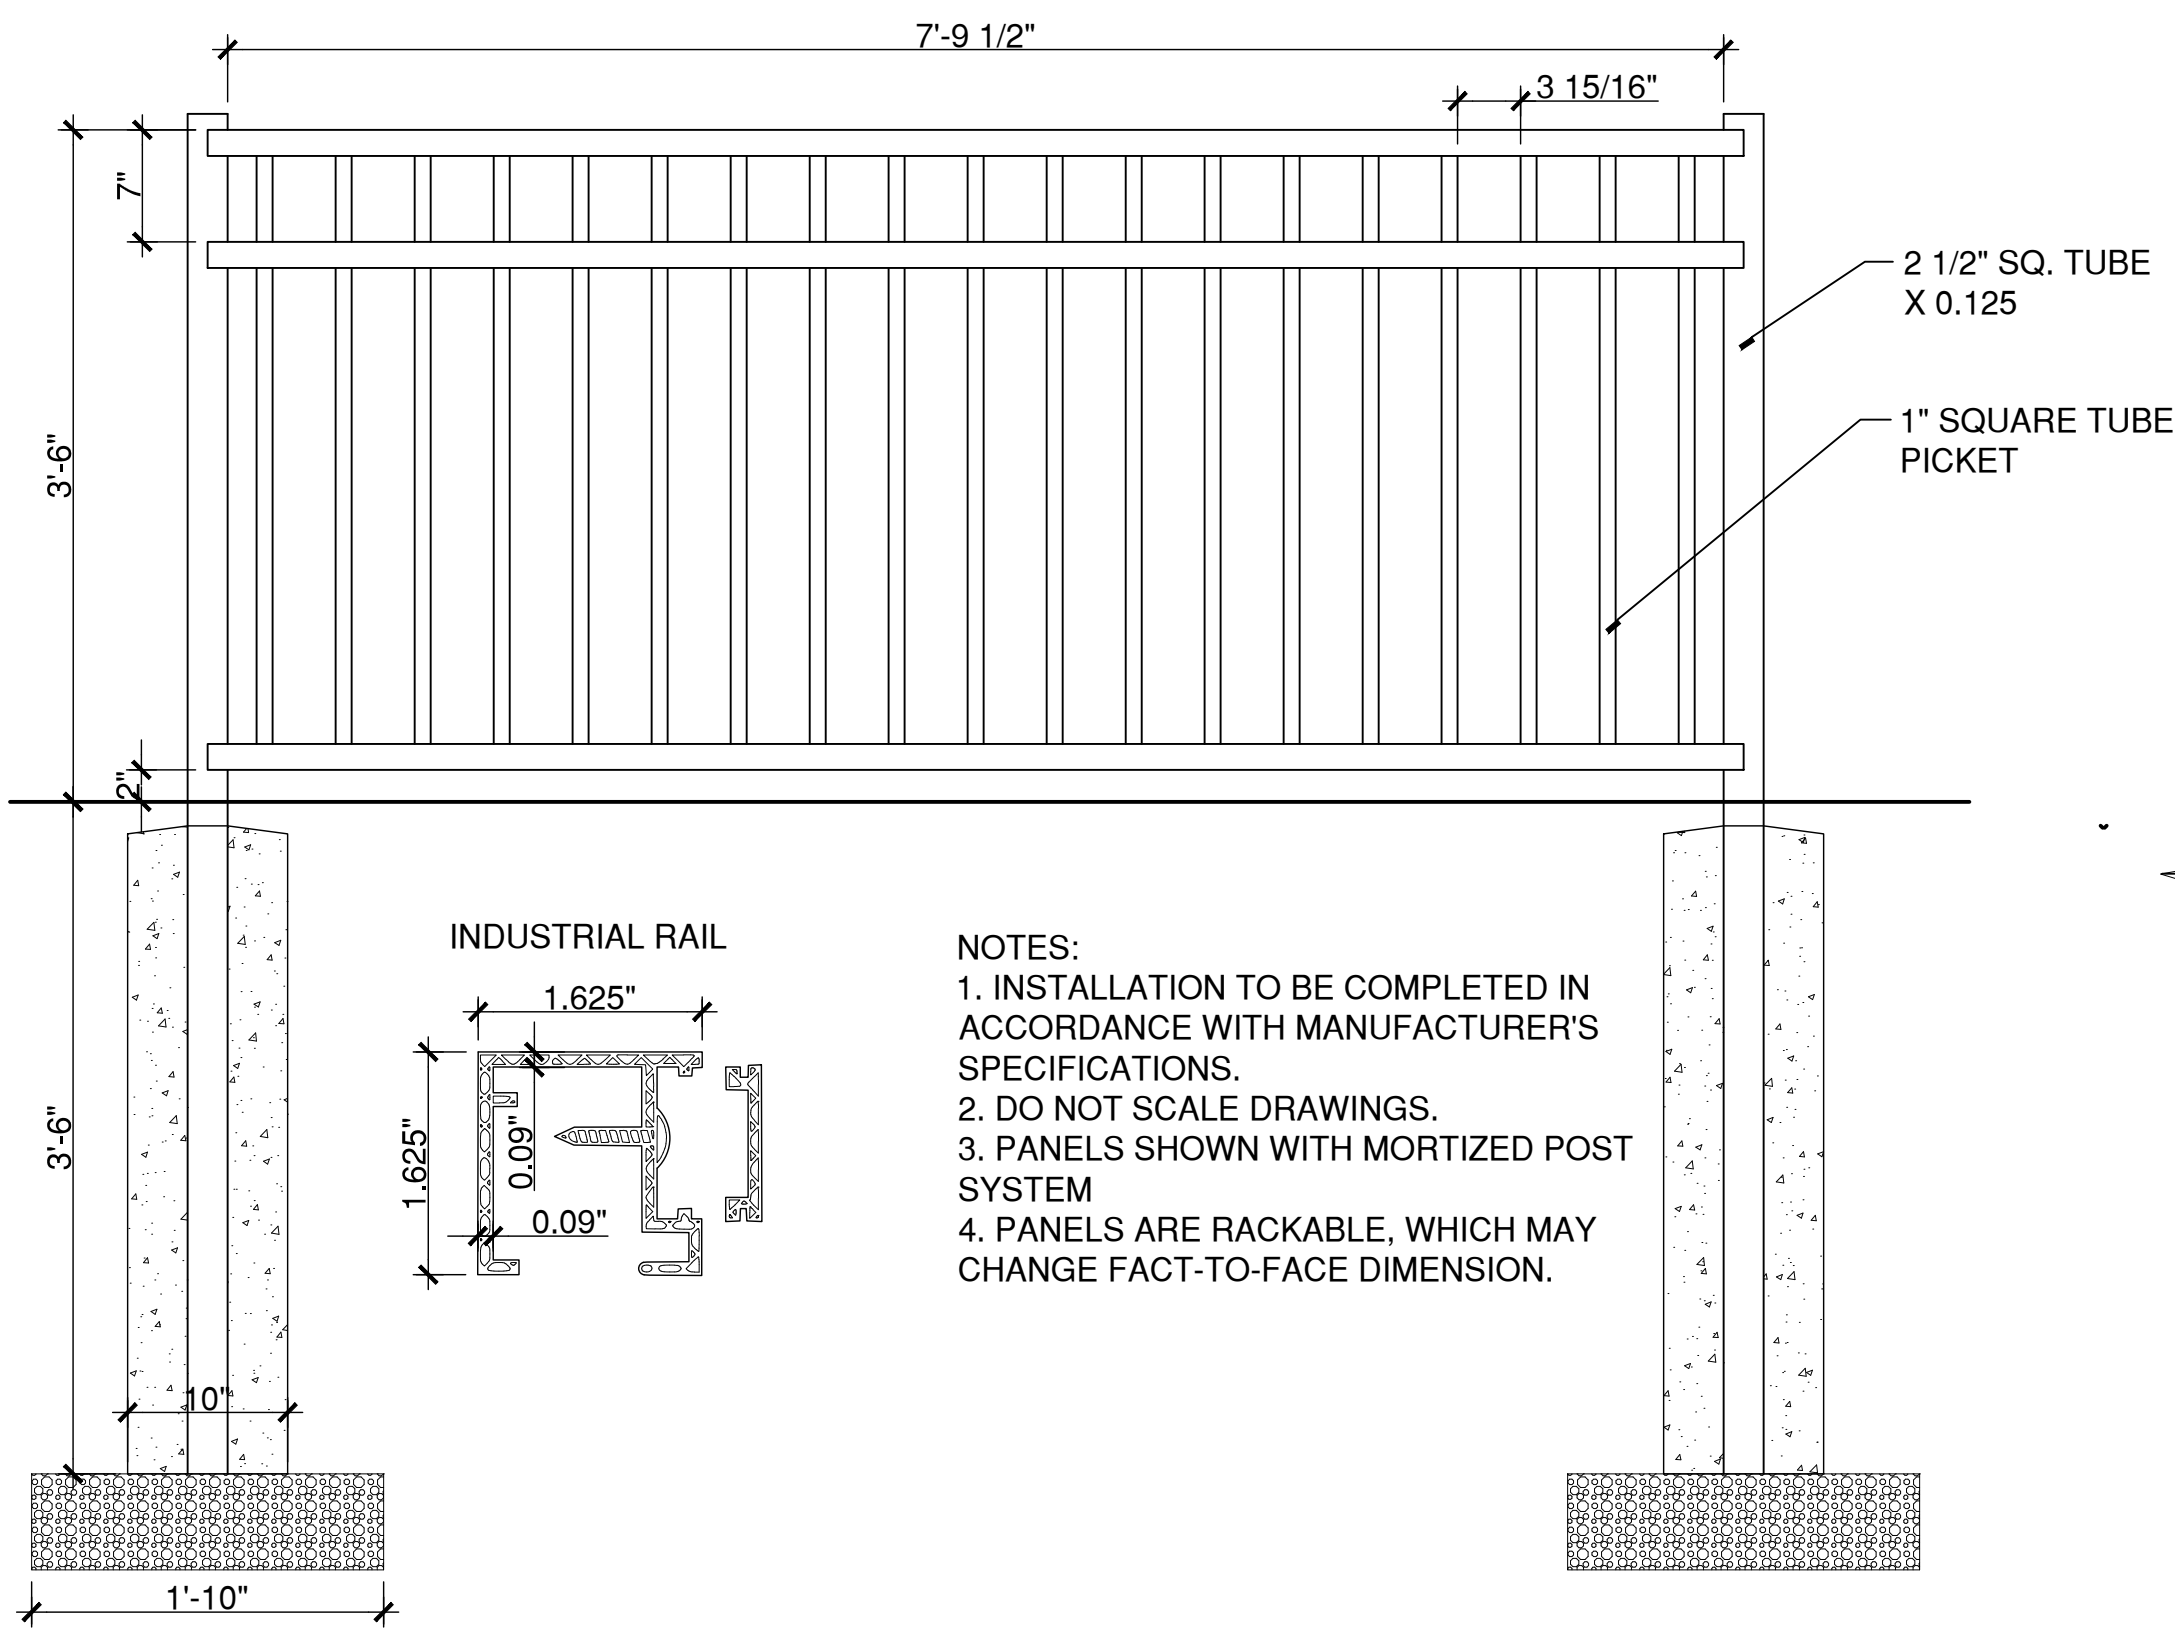 7'-9 1/2"
3 15/16"
7"
2 1/2" SQ. TUBE
X 0.125
1" SQUARE TUBE
PICKET
3'-6"
2"
INDUSTRIAL RAIL
1.625"
1.625"
0.09"
0.09"
NOTES:
1. INSTALLATION TO BE COMPLETED IN
ACCORDANCE WITH MANUFACTURER'S
SPECIFICATIONS.
2. DO NOT SCALE DRAWINGS.
3. PANELS SHOWN WITH MORTIZED POST
SYSTEM
4. PANELS ARE RACKABLE, WHICH MAY
CHANGE FACT-TO-FACE DIMENSION.
3'-6"
10"
1'-10"